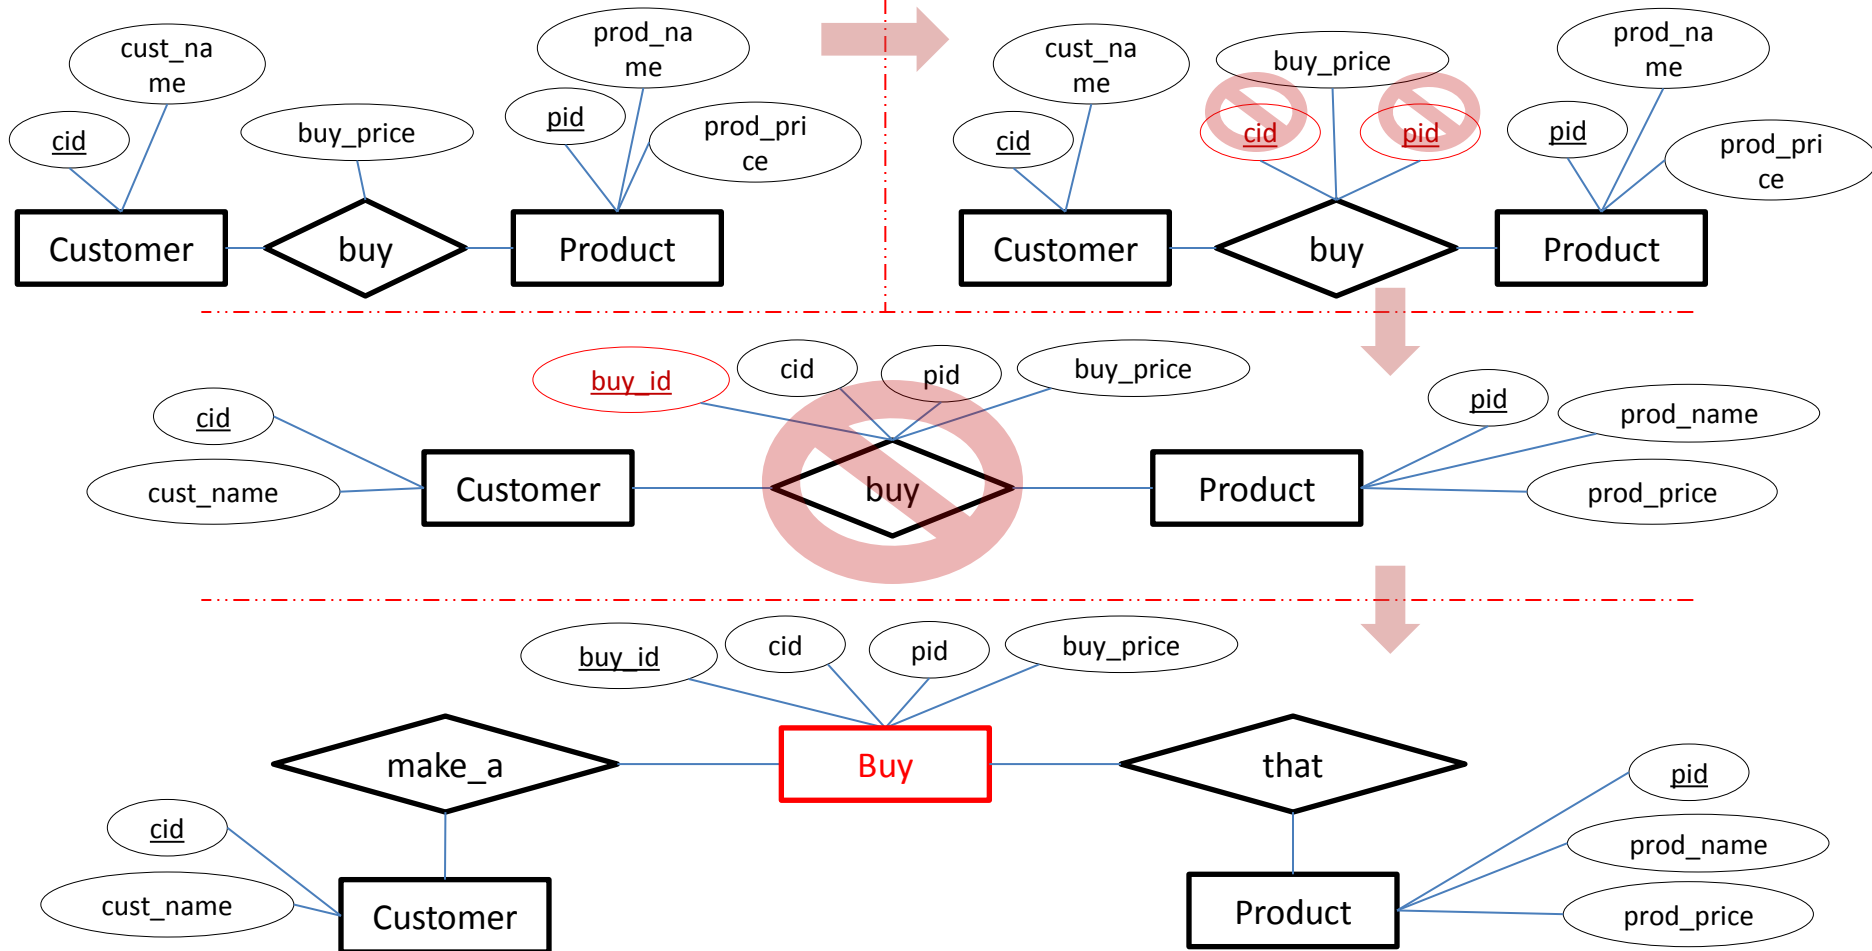 cust_na
me
prod_na
me
cid
buy_price
pid
prod_pri
ce
Customer
buy
Product
cust_na
me
buy_price
prod_na
me
cid
cid
pid
pid
prod_pri
ce
Customer
buy
Product
buy_id
cid
pid
buy_price
cid
pid
prod_name
cust_name
Customer
buy
Product
prod_price
buy_id
cid
pid
buy_price
make_a
Buy
that
pid
cid
prod_name
cust_name
Customer
Product
prod_price